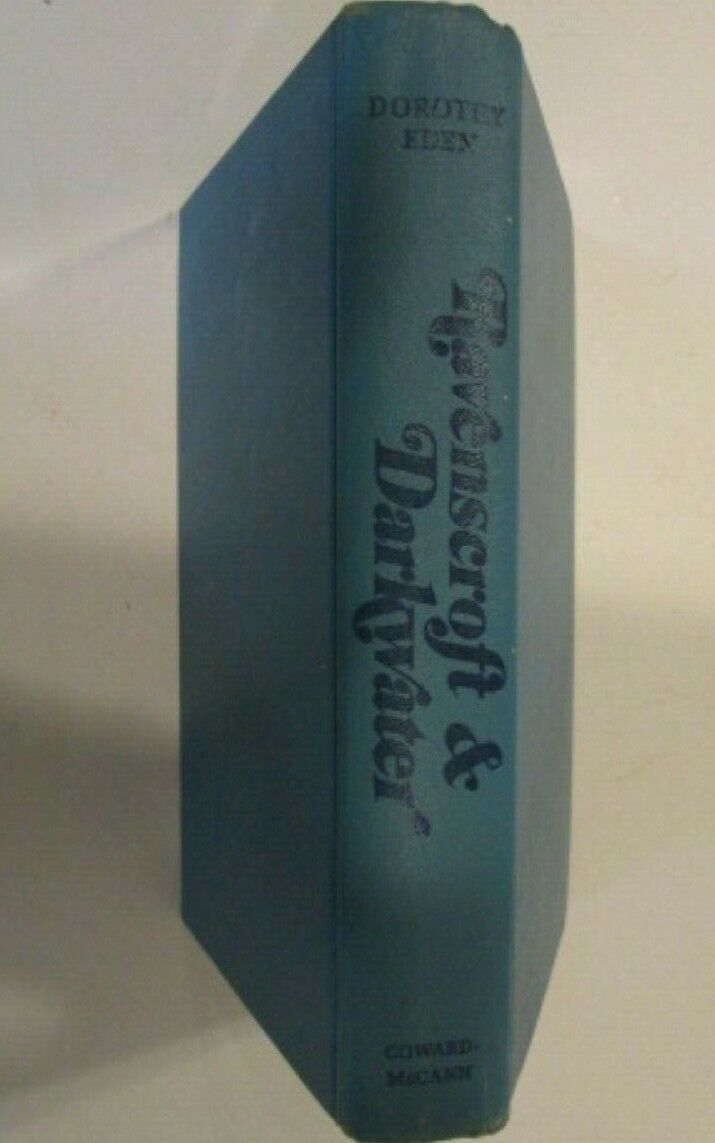 DOROTHY
EDEN
Ravenscroft &
Darkwater
COWARD-
McCANN